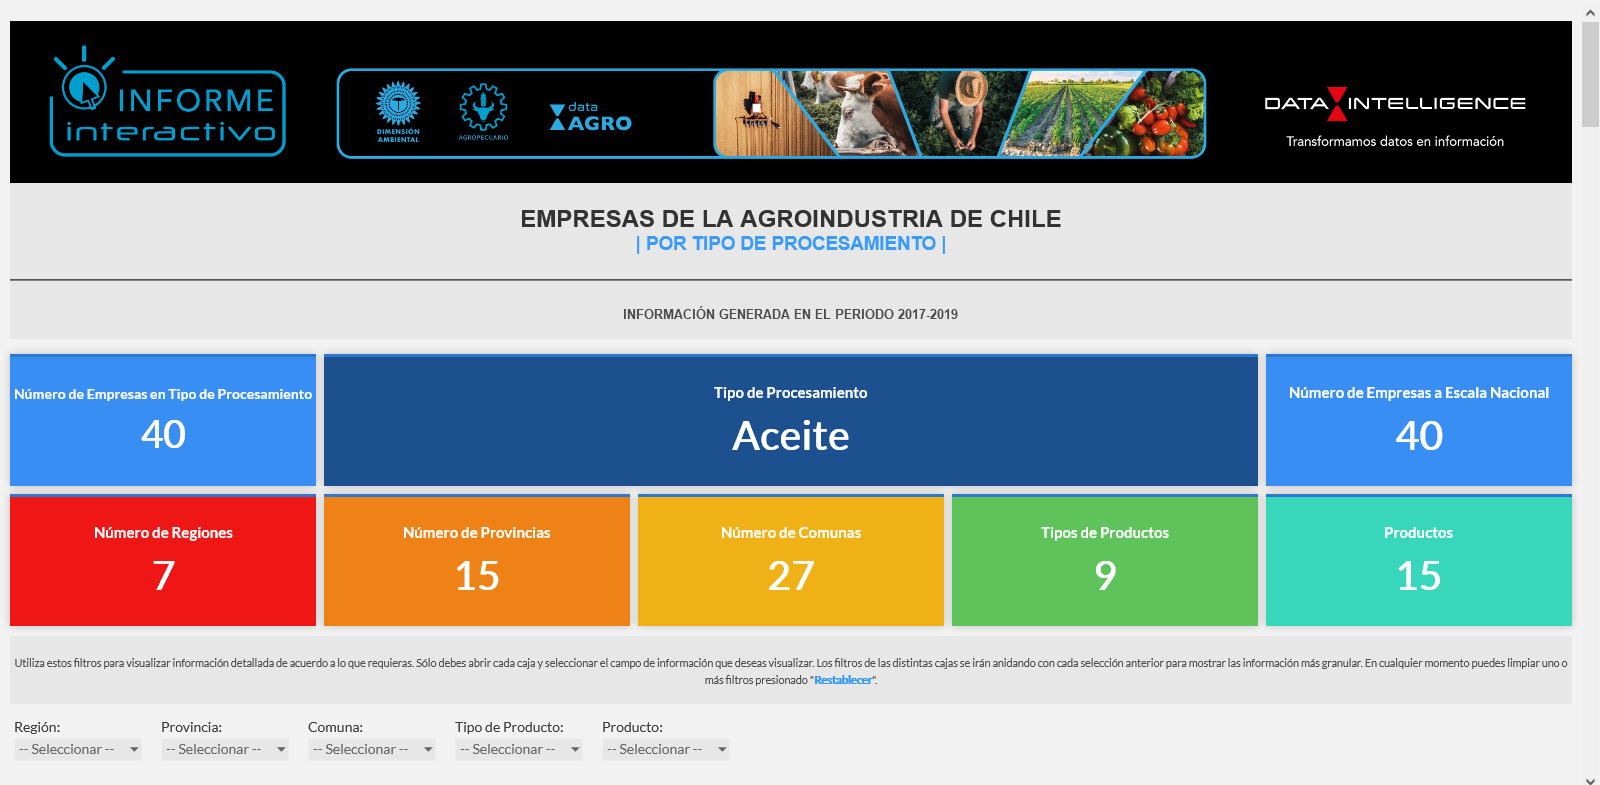 INFORME
interactivo
DIMENSIÓN
AMBIENTAL
AGROPECUARIO
data
AGRO
DATA INTELLIGENCE
Transformamos datos en información
EMPRESAS DE LA AGROINDUSTRIA DE CHILE
| POR TIPO DE PROCESAMIENTO |
INFORMACIÓN GENERADA EN EL PERIODO 2017-2019
Número de Empresas en Tipo de Procesamiento
40
Tipo de Procesamiento
Aceite
Número de Empresas a Escala Nacional
40
Número de Regiones
7
Número de Provincias
15
Número de Comunas
27
Tipos de Productos
9
Productos
15
Utiliza estos filtros para visualizar información detallada de acuerdo a lo que requieras. Sólo debes abrir cada caja y seleccionar el campo de información que deseas visualizar. Los filtros de las distintas cajas se irán anidando con cada selección anterior para mostrar las información más granular. En cualquier momento puedes limpiar uno o
más filtros presionado "Restablecer".
Región: Provincia: Comuna: Tipo de Producto: Producto:
-- Seleccionar -- -- Seleccionar -- -- Seleccionar -- -- Seleccionar -- -- Seleccionar --